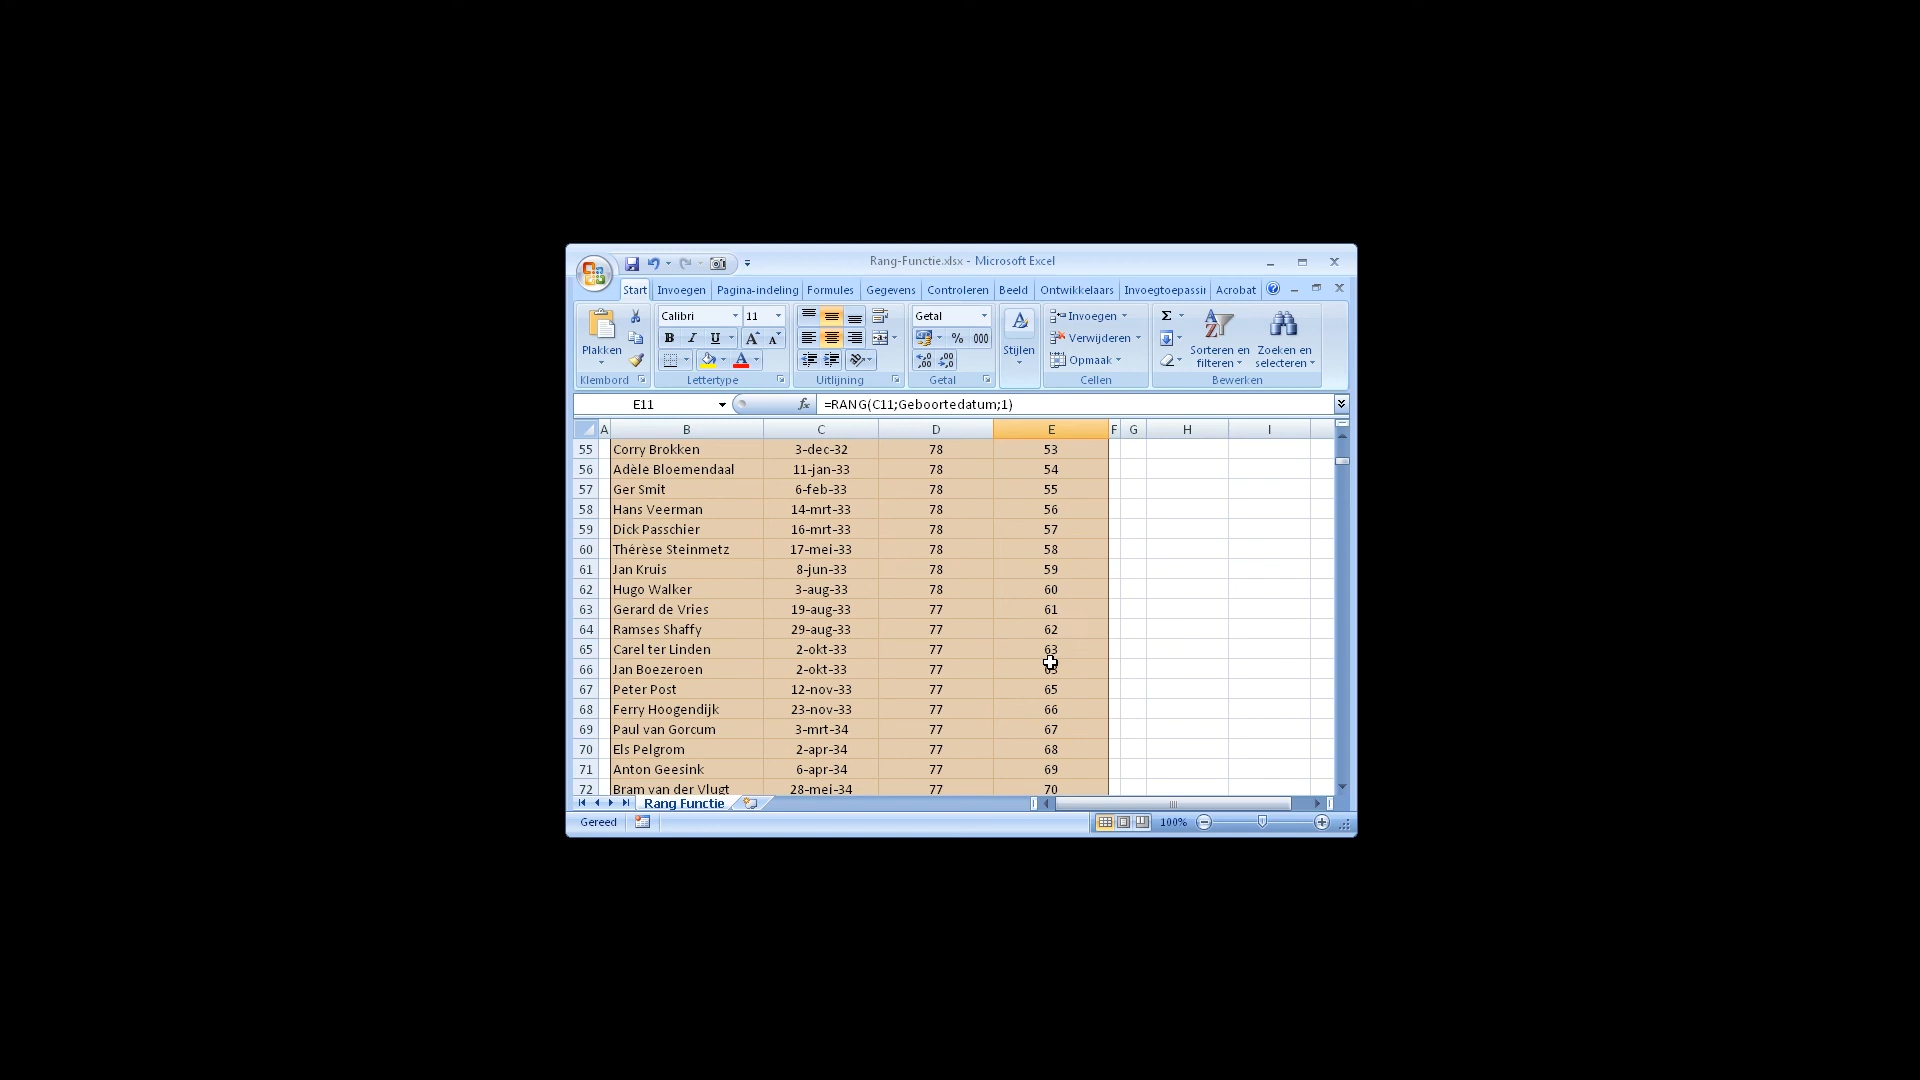 Rang-Functie.xlsx - Microsoft Excel
Start Invoegen Pagina-indeling Formules Gegevens Controleren Beeld Ontwikkelaars Invoegtoepassin Acrobat
Calibri 11 Getal Invoegen
B I U A A % 000 Verwijderen
Plakken Stijlen Sorteren en filteren Zoeken en selecteren
A Opmaak
Klembord Lettertype Uitlijning Getal Cellen Bewerken
E11 fx =RANG(C11;Geboortedatum;1)
A B C D E F G H I
55 Corry Brokken 3-dec-32 78 53
56 Adèle Bloemendaal 11-jan-33 78 54
57 Ger Smit 6-feb-33 78 55
58 Hans Veerman 14-mrt-33 78 56
59 Dick Passchier 16-mrt-33 78 57
60 Thérèse Steinmetz 17-mei-33 78 58
61 Jan Kruis 8-jun-33 78 59
62 Hugo Walker 3-aug-33 78 60
63 Gerard de Vries 19-aug-33 77 61
64 Ramses Shaffy 29-aug-33 77 62
65 Carel ter Linden 2-okt-33 77 63
66 Jan Boezeroen 2-okt-33 77
67 Peter Post 12-nov-33 77 65
68 Ferry Hoogendijk 23-nov-33 77 66
69 Paul van Gorcum 3-mrt-34 77 67
70 Els Pelgrom 2-apr-34 77 68
71 Anton Geesink 6-apr-34 77 69
72 Bram van der Vlugt 28-mei-34 77 70
Rang Functie
Gereed 100%